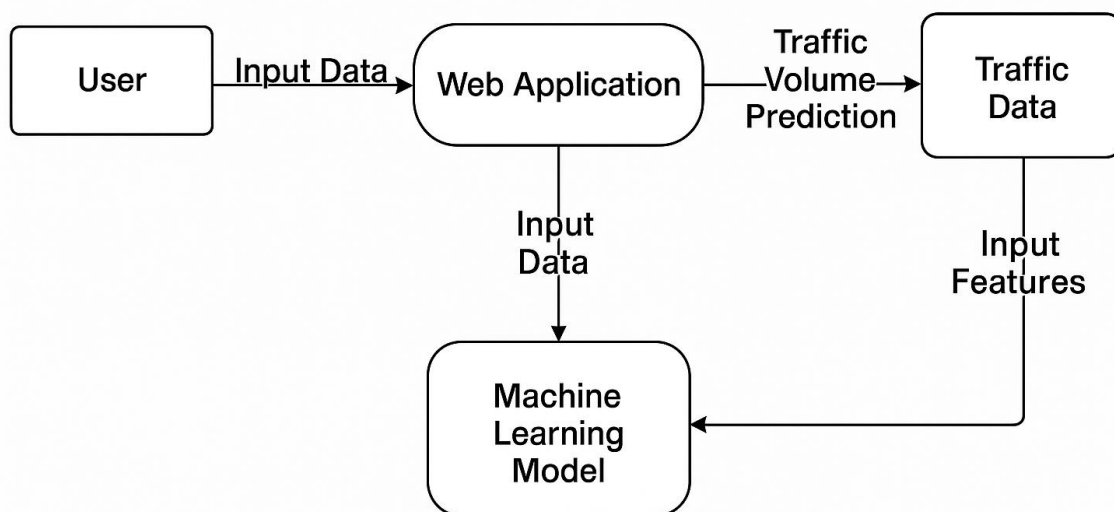 User
Input Data
Web Application
Traffic
Volume
Prediction
Traffic
Data
Input
Data
Input
Features
Machine
Learning
Model